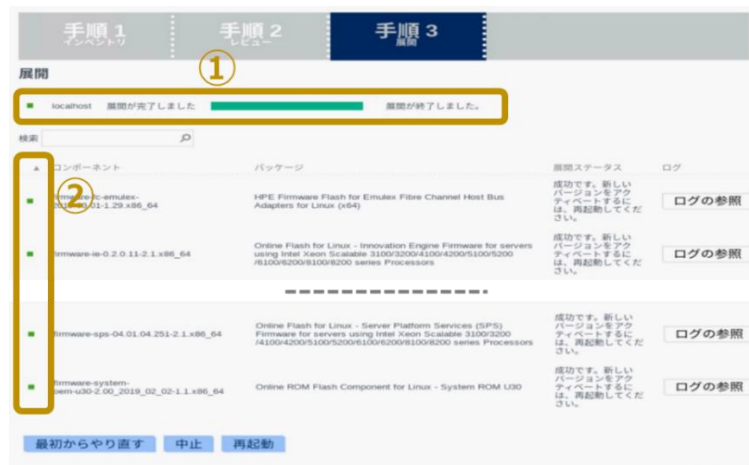 手順 1
インベントリ
手順 2
レビュー
手順 3
展開
①
展開
localhost 展開が完了しました 展開が終了しました。
検索
②
コンポーネント パッケージ 展開ステータス ログ
HPE Firmware Flash for Emulex Fibre Channel Host Bus
Adapters for Linux (x64)
成功です。新しい
バージョンをアク
ティベートするに
は、再起動してくだ
さい。
ログの参照
firmware-ie-0.2.0.11-2.1.x86_64
Online Flash for Linux - Innovation Engine Firmware for servers
using Intel Xeon Scalable 3100/3200/4100/4200/5100/5200
/6100/6200/8100/8200 series Processors
成功です。新しい
バージョンをアク
ティベートするに
は、再起動してくだ
さい。
ログの参照
firmware-sps-04.01.04.251-2.1.x86_64
Online Flash for Linux - Server Platform Services (SPS)
Firmware for servers using Intel Xeon Scalable 3100/3200
/4100/4200/5100/5200/6100/6200/8100/8200 series Processors
成功です。新しい
バージョンをアク
ティベートするに
は、再起動してくだ
さい。
ログの参照
firmware-system-
oem-u30-2.00_2019_02_02-1.1.x86_64
Online ROM Flash Component for Linux - System ROM U30
成功です。新しい
バージョンをアク
ティベートするに
は、再起動してくだ
さい。
ログの参照
最初からやり直す 中止 再起動